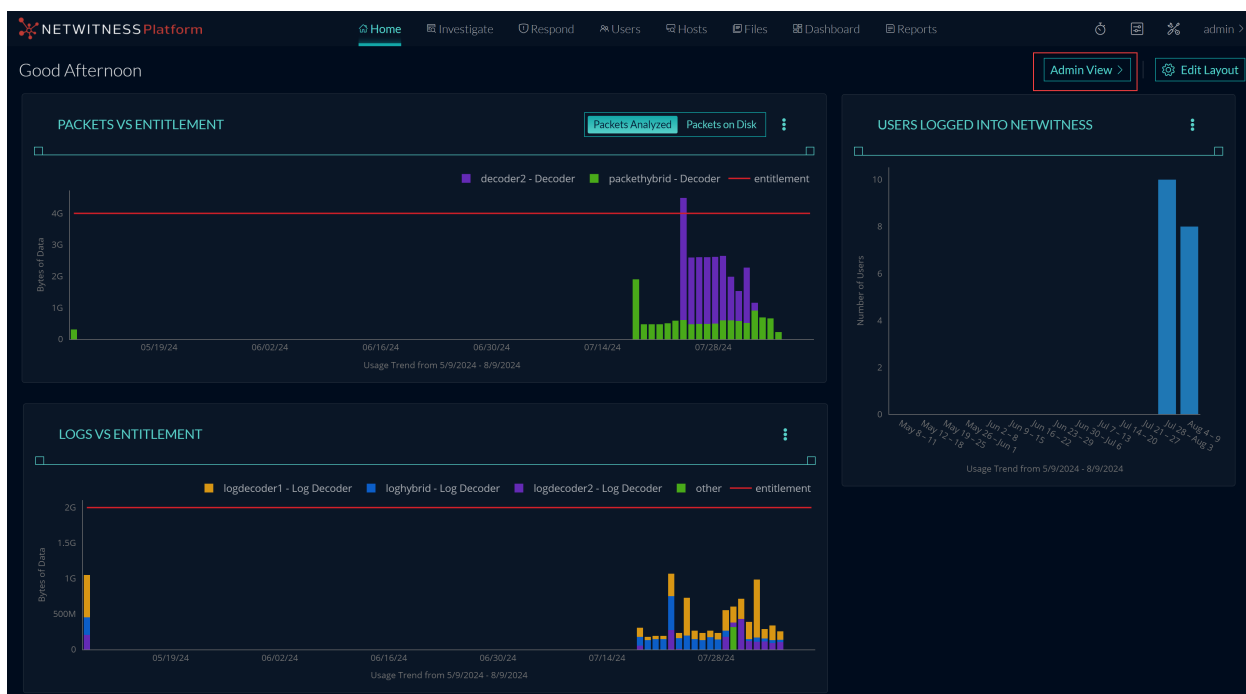 NETWITNESS Platform
Home Investigate Respond Users Hosts Files Dashboard Reports admin >
Good Afternoon
Admin View > Edit Layout
PACKETS VS ENTITLEMENT
Packets Analyzed Packets on Disk
decoder2 - Decoder packethybrid - Decoder entitlement
4G
3G
2G
1G
0
Bytes of Data
05/19/24 06/02/24 06/16/24 06/30/24 07/14/24 07/28/24
Usage Trend from 5/9/2024 - 8/9/2024
USERS LOGGED INTO NETWITNESS
10
8
6
4
2
0
Number of Users
May 8 - 11 May 12 - 18 May 19 - 25 May 26 - Jun 1 Jun 2 - 8 Jun 9 - 15 Jun 16 - 22 Jun 23 - 29 Jun 30 - Jul 6 Jul 7 - 13 Jul 14 - 20 Jul 21 - 27 Jul 28 - Aug 3 Aug 4 - 9
Usage Trend from 5/9/2024 - 8/9/2024
LOGS VS ENTITLEMENT
logdecoder1 - Log Decoder loghybrid - Log Decoder logdecoder2 - Log Decoder other entitlement
2G
1.5G
1G
500M
0
Bytes of Data
05/19/24 06/02/24 06/16/24 06/30/24 07/14/24 07/28/24
Usage Trend from 5/9/2024 - 8/9/2024